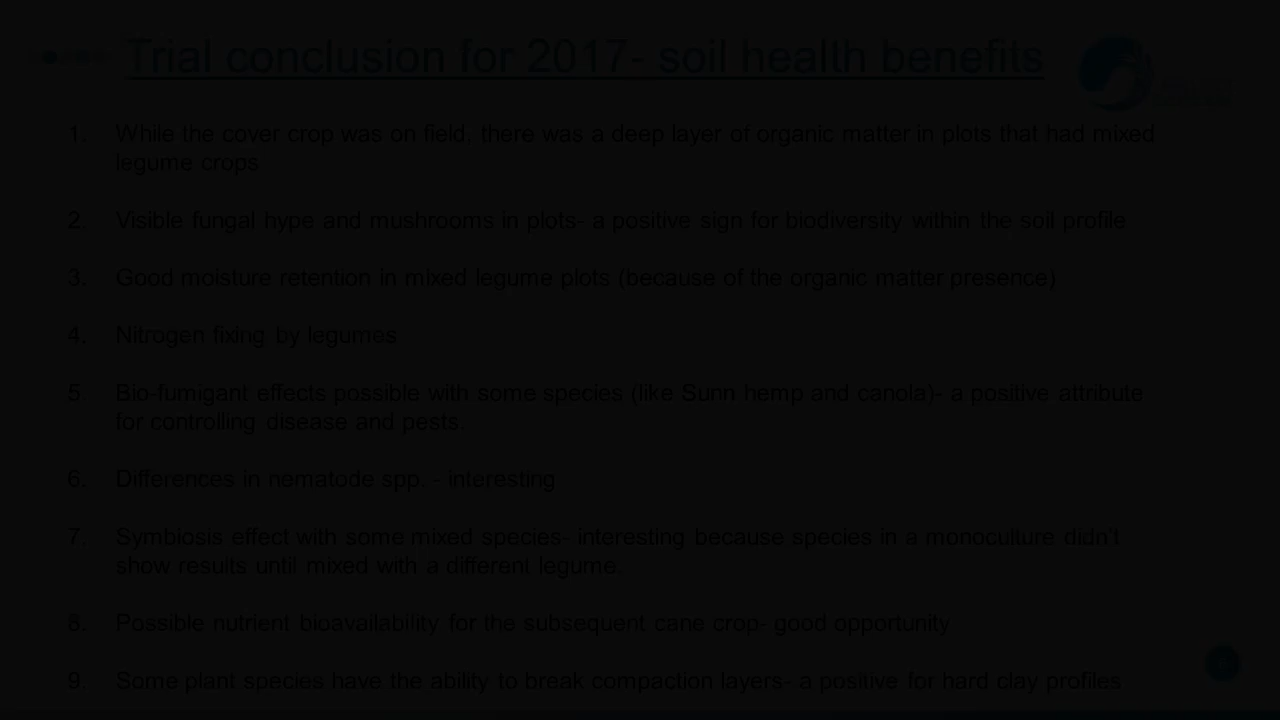 Trial conclusion for 2017- soil health benefits
1. While the cover crop was on field, there was a deep layer of organic matter in plots that had mixed
legume crops
2. Visible fungal hype and mushrooms in plots- a positive sign for biodiversity within the soil profile
3. Good moisture retention in mixed legume plots (because of the organic matter presence)
4. Nitrogen fixing by legumes
5. Bio-fumigant effects possible with some species (like Sunn hemp and canola)- a positive attribute
for controlling disease and pests.
6. Differences in nematode spp. - interesting
7. Symbiosis effect with some mixed species- interesting because species in a monoculture didn't
show results until mixed with a different legume.
8. Possible nutrient bioavailability for the subsequent cane crop- good opportunity
9. Some plant species have the ability to break compaction layers- a positive for hard clay profiles